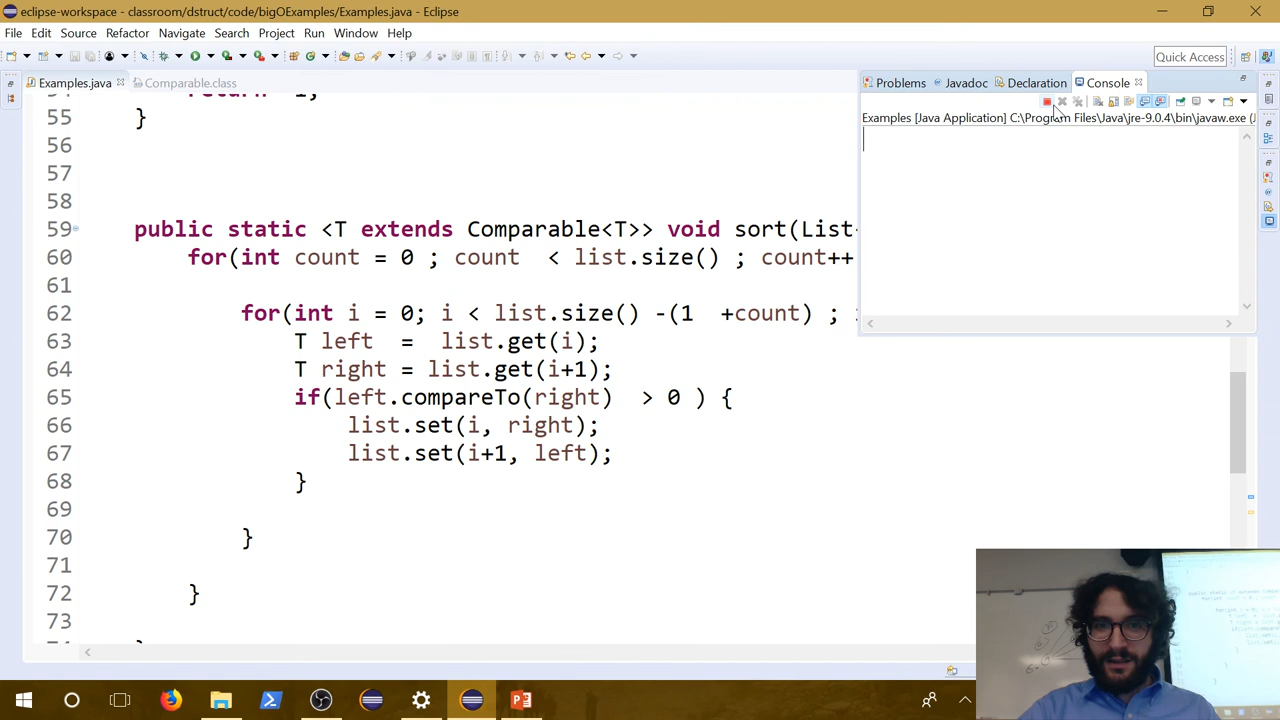 eclipse-workspace - classroom/dstruct/code/bigOExamples/Examples.java - Eclipse
File Edit Source Refactor Navigate Search Project Run Window Help
Quick Access
Examples.java Comparable.class
Problems Javadoc Declaration Console
Examples [Java Application] C:\Program Files\Java\jre-9.0.4\bin\javaw.exe (J
55 }
56
57
58
59 public static <T extends Comparable<T>> void sort(List
60 for(int count = 0 ; count < list.size() ; count++
61
62 for(int i = 0; i < list.size() -(1 +count) ;
63 T left = list.get(i);
64 T right = list.get(i+1);
65 if(left.compareTo(right) > 0 ) {
66 list.set(i, right);
67 list.set(i+1, left);
68 }
69
70 }
71
72 }
73